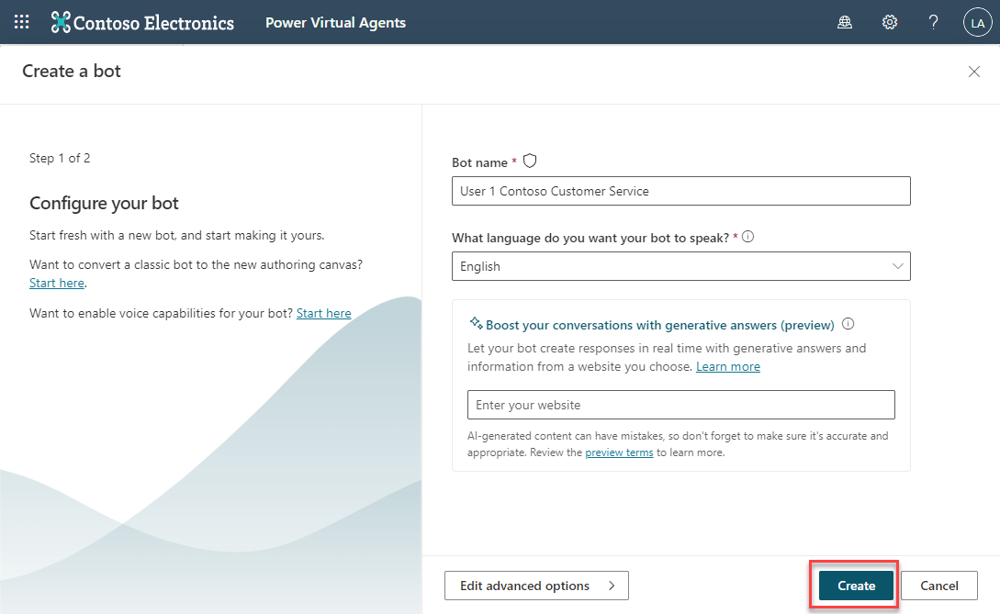 Contoso Electronics
Power Virtual Agents
?
LA
Create a bot
Step 1 of 2
Configure your bot
Start fresh with a new bot, and start making it yours.
Want to convert a classic bot to the new authoring canvas?
Start here.
Want to enable voice capabilities for your bot? Start here
Bot name *
User 1 Contoso Customer Service
What language do you want your bot to speak? *
English
Boost your conversations with generative answers (preview)
Let your bot create responses in real time with generative answers and
information from a website you choose. Learn more
Enter your website
AI-generated content can have mistakes, so don't forget to make sure it's accurate and
appropriate. Review the preview terms to learn more.
Edit advanced options
Create
Cancel